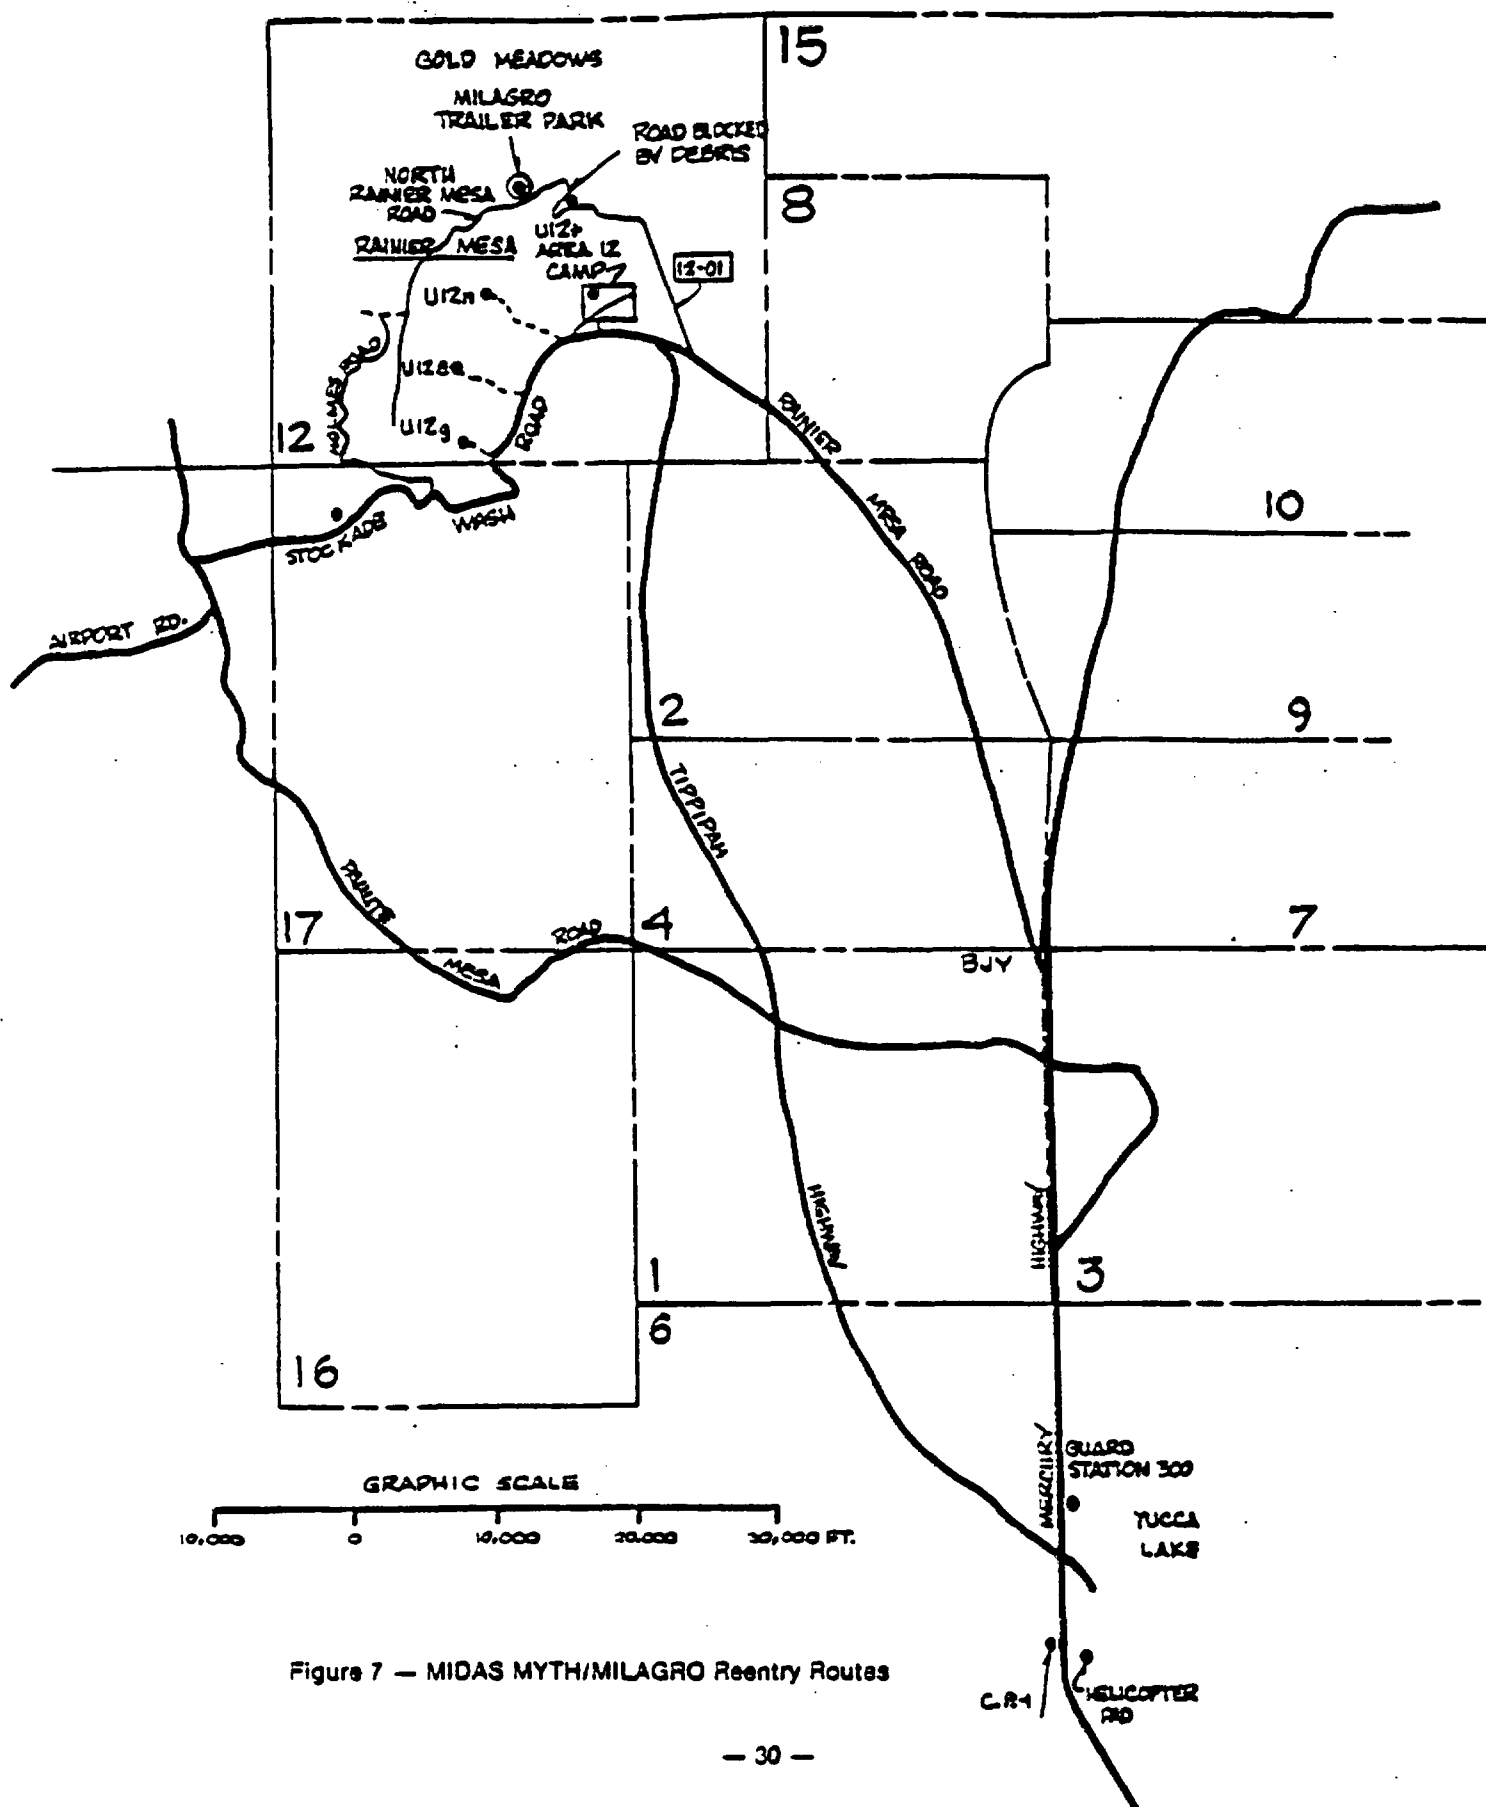 15
GOLD MEADOWS
MILAGRO
TRAILER PARK
ROAD BLOCKED
BY DEBRIS
NORTH
RAINIER MESA
ROAD
8
U12t
RAINIER MESA
AREA 12
CAMP
12-01
U12n
HOLMES ROAD
U12e
ROAD
U12g
RAINIER
12
MESA
10
STOCKADE
WASH
ROAD
AIRPORT RD.
2
9
TIPPIPAH
PAHUTE
17
ROAD
4
7
MESA
BJY
HIGHWAY
HIGHWAY
1
3
6
16
MERCURY
GUARD
STATION 300
GRAPHIC SCALE
YUCCA
LAKE
10,000 0 10,000 20,000 30,000 FT.
Figure 7 — MIDAS MYTH/MILAGRO Reentry Routes
C.P.-1
HELICOPTER
PAD
— 30 —